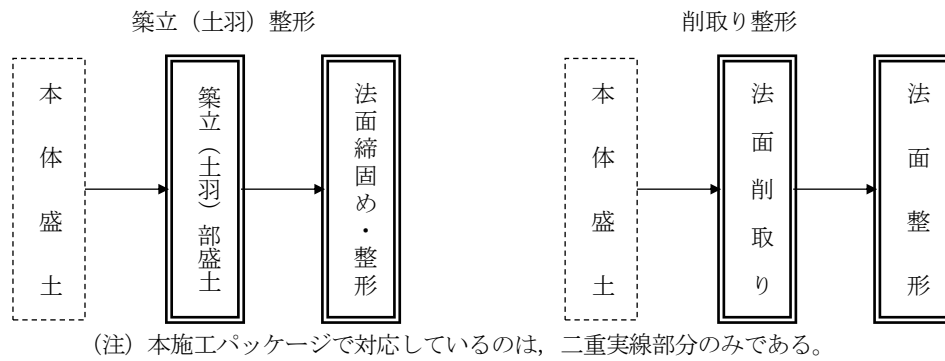 築立（土羽）整形
本体盛土
築立（土羽）部盛土
法面締固め・整形
削取り整形
本体盛土
法面削取り
法面整形
（注）本施工パッケージで対応しているのは，二重実線部分のみである。